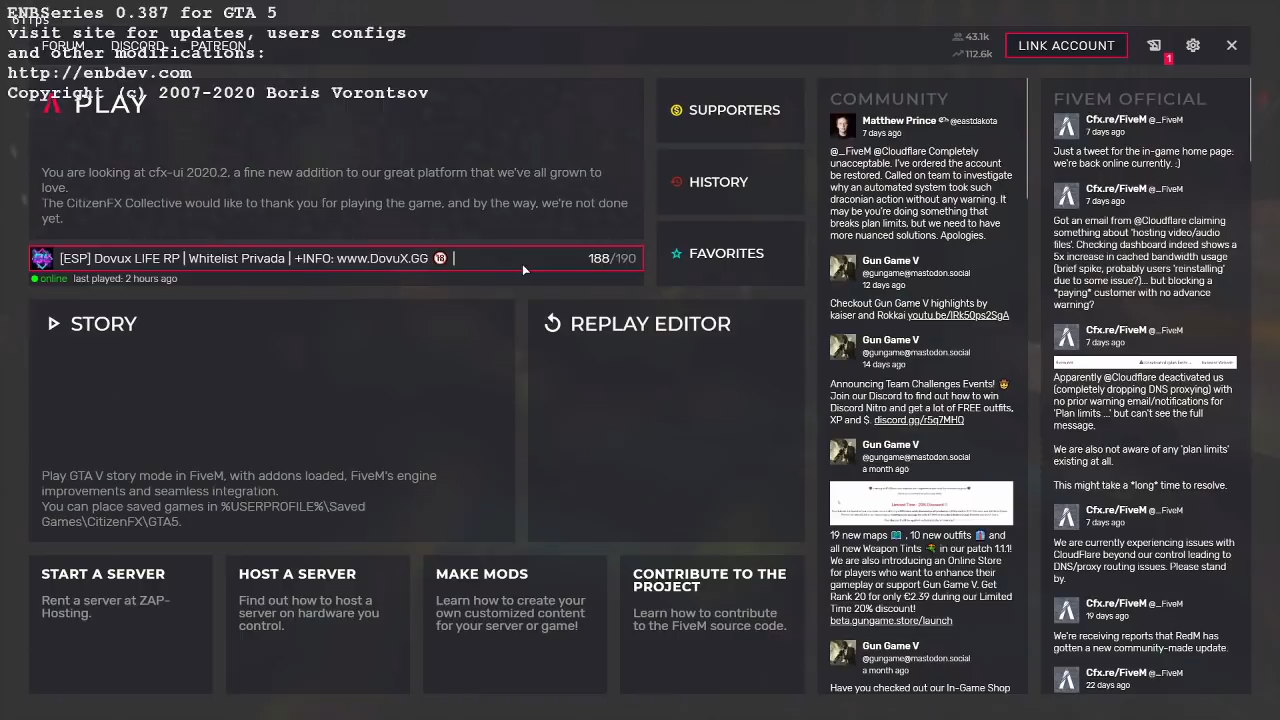 ENBSeries 0.387 for GTA 5
visit site for updates, users configs
and other modifications:
http://enbdev.com
Copyright (c) 2007-2020 Boris Vorontsov
FORUM
DISCORD
PATREON
43.1k
112.6k
LINK ACCOUNT
1
PLAY
You are looking at cfx-ui 2020.2, a fine new addition to our great platform that we've all grown to
love.
The CitizenFX Collective would like to thank you for playing the game, and by the way, we're not done
yet.
[ESP] Dovux LIFE RP | Whitelist Privada | +INFO: www.DovuX.GG 🔞 |
188/190
online last played: 2 hours ago
SUPPORTERS
HISTORY
FAVORITES
STORY
Play GTA V story mode in FiveM, with addons loaded, FiveM's engine
improvements and seamless integration.
You can place saved games in %USERPROFILE%\Saved
Games\CitizenFX\GTA5.
REPLAY EDITOR
START A SERVER
Rent a server at ZAP-
Hosting.
HOST A SERVER
Find out how to host a
server on hardware you
control.
MAKE MODS
Learn how to create your
own customized content
for your server or game!
CONTRIBUTE TO THE
PROJECT
Learn how to contribute
to the FiveM source code.
COMMUNITY
Matthew Prince @eastdakota
7 days ago
@_FiveM @Cloudflare Completely
unacceptable. I've ordered the account
be restored. Called on team to investigate
why an automated system took such
draconian action without any warning. It
may be you're doing something that
breaks plan limits, but we need to have
more nuanced responses. Apologies.
Gun Game V
@gungame@mastodon.social
12 days ago
Checkout Gun Game V highlights by
kaiser and Rokkai youtu.be/lRk50ps2SgA
Gun Game V
@gungame@mastodon.social
14 days ago
Announcing Team Challenges Events!
Join our Discord to find out how to win
Discord Nitro and get a lot of FREE outfits,
XP and $. discord.gg/r5q7MHQ
Gun Game V
@gungame@mastodon.social
a month ago
19 new maps , 10 new outfits and
all new Weapon Tints in our patch 1.1.1!
We are also introducing an Online Store
for players who want to enhance their
gameplay or support Gun Game V. Get
Rank 20 for only €2.39 during our Limited
Time 20% discount!
beta.gungame.store/launch
Gun Game V
@gungame@mastodon.social
a month ago
Have you checked out our In-Game Shop
FIVEM OFFICIAL
Cfx.re/FiveM @_FiveM
7 days ago
Just a tweet for the in-game home page:
we're back online currently. :)
Cfx.re/FiveM @_FiveM
7 days ago
Got an email from @Cloudflare claiming
something about 'hosting video/audio
files'. Checking dashboard indeed shows a
5x increase in cached bandwidth usage
(brief spike, probably users 'reinstalling'
due to some issue?)... but blocking a
*paying* customer with no advance
warning?
Cfx.re/FiveM @_FiveM
7 days ago
Apparently @Cloudflare deactivated us
(completely dropping DNS proxying) with
no prior warning email/notifications for
'Plan limits ...' but can't see the full
message.
We are also not aware of any 'plan limits'
existing at all.
This might take a *long* time to resolve.
Cfx.re/FiveM @_FiveM
7 days ago
We are currently experiencing issues with
CloudFlare beyond our control leading to
DNS/proxy routing issues. Please stand
by.
Cfx.re/FiveM @_FiveM
19 days ago
We're receiving reports that RedM has
gotten a new community-made update.
Cfx.re/FiveM @_FiveM
22 days ago